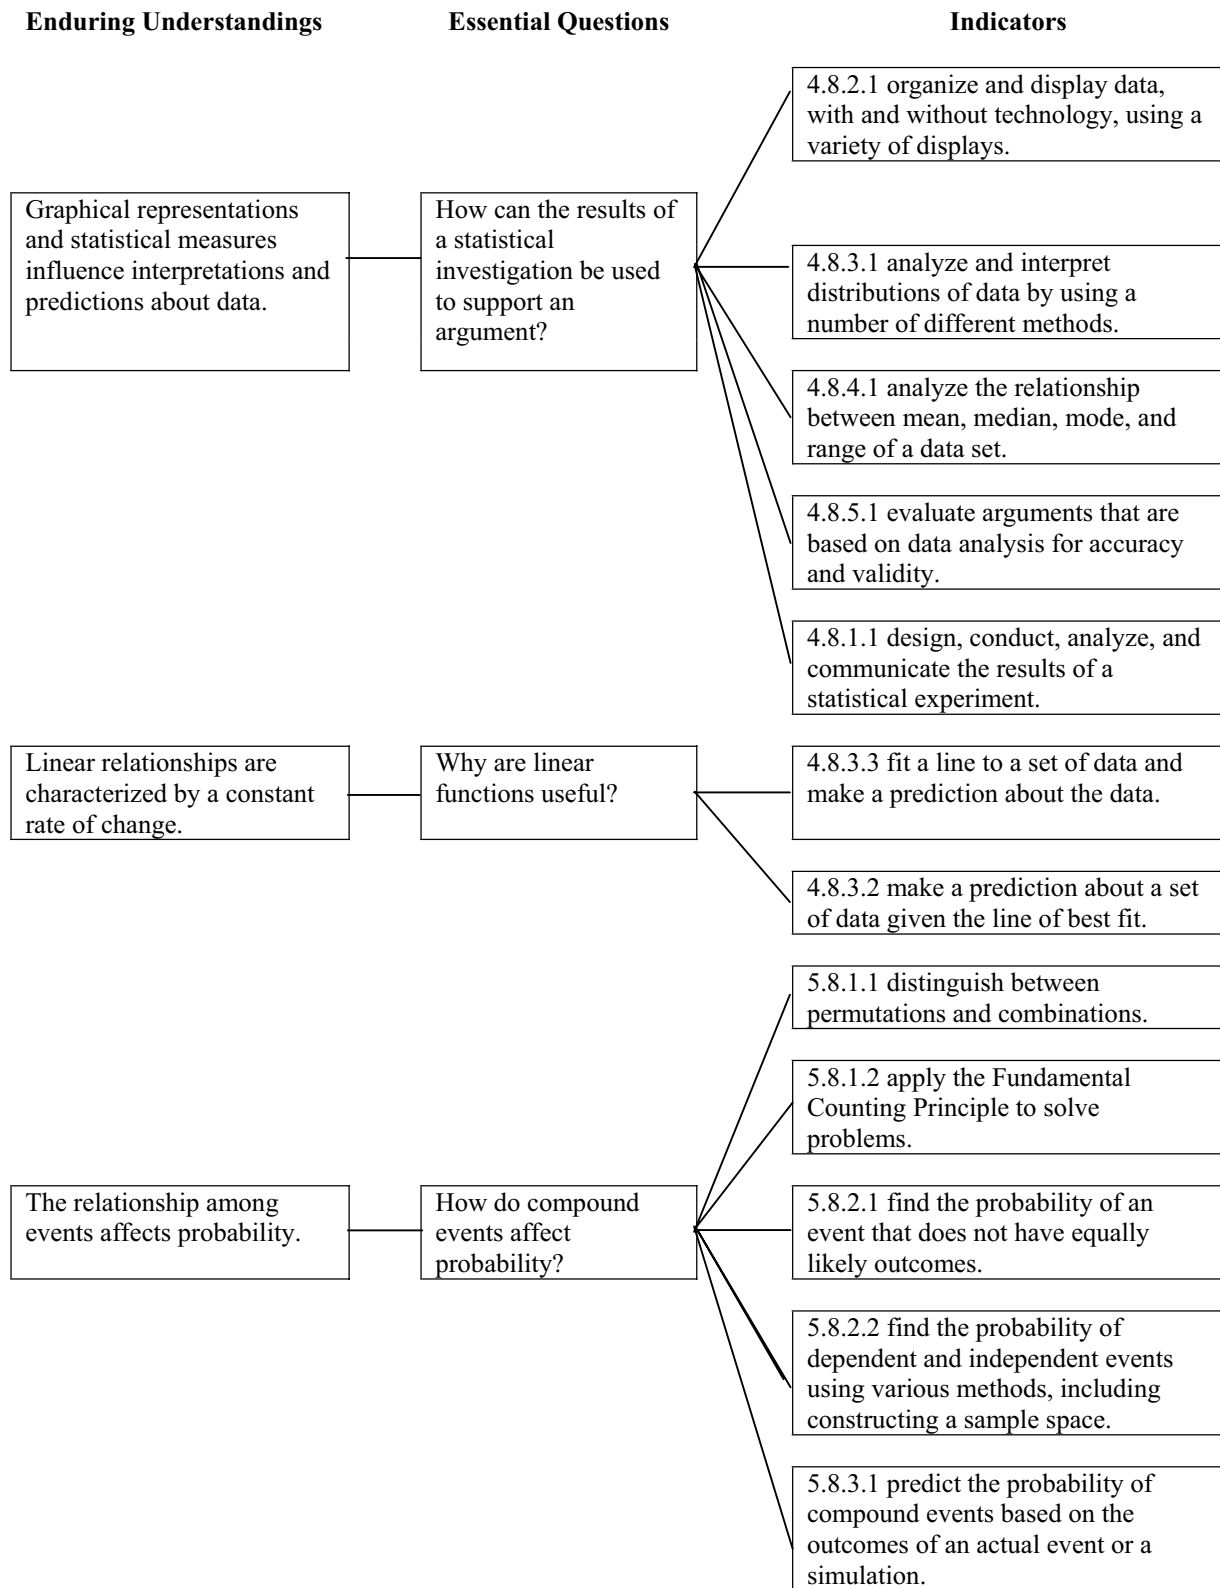 Enduring Understandings
Essential Questions
Indicators
4.8.2.1 organize and display data,
with and without technology, using a
variety of displays.
Graphical representations
and statistical measures
influence interpretations and
predictions about data.
How can the results of
a statistical
investigation be used
to support an
argument?
4.8.3.1 analyze and interpret
distributions of data by using a
number of different methods.
4.8.4.1 analyze the relationship
between mean, median, mode, and
range of a data set.
4.8.5.1 evaluate arguments that are
based on data analysis for accuracy
and validity.
4.8.1.1 design, conduct, analyze, and
communicate the results of a
statistical experiment.
Linear relationships are
characterized by a constant
rate of change.
Why are linear
functions useful?
4.8.3.3 fit a line to a set of data and
make a prediction about the data.
4.8.3.2 make a prediction about a set
of data given the line of best fit.
5.8.1.1 distinguish between
permutations and combinations.
5.8.1.2 apply the Fundamental
Counting Principle to solve
problems.
The relationship among
events affects probability.
How do compound
events affect
probability?
5.8.2.1 find the probability of an
event that does not have equally
likely outcomes.
5.8.2.2 find the probability of
dependent and independent events
using various methods, including
constructing a sample space.
5.8.3.1 predict the probability of
compound events based on the
outcomes of an actual event or a
simulation.